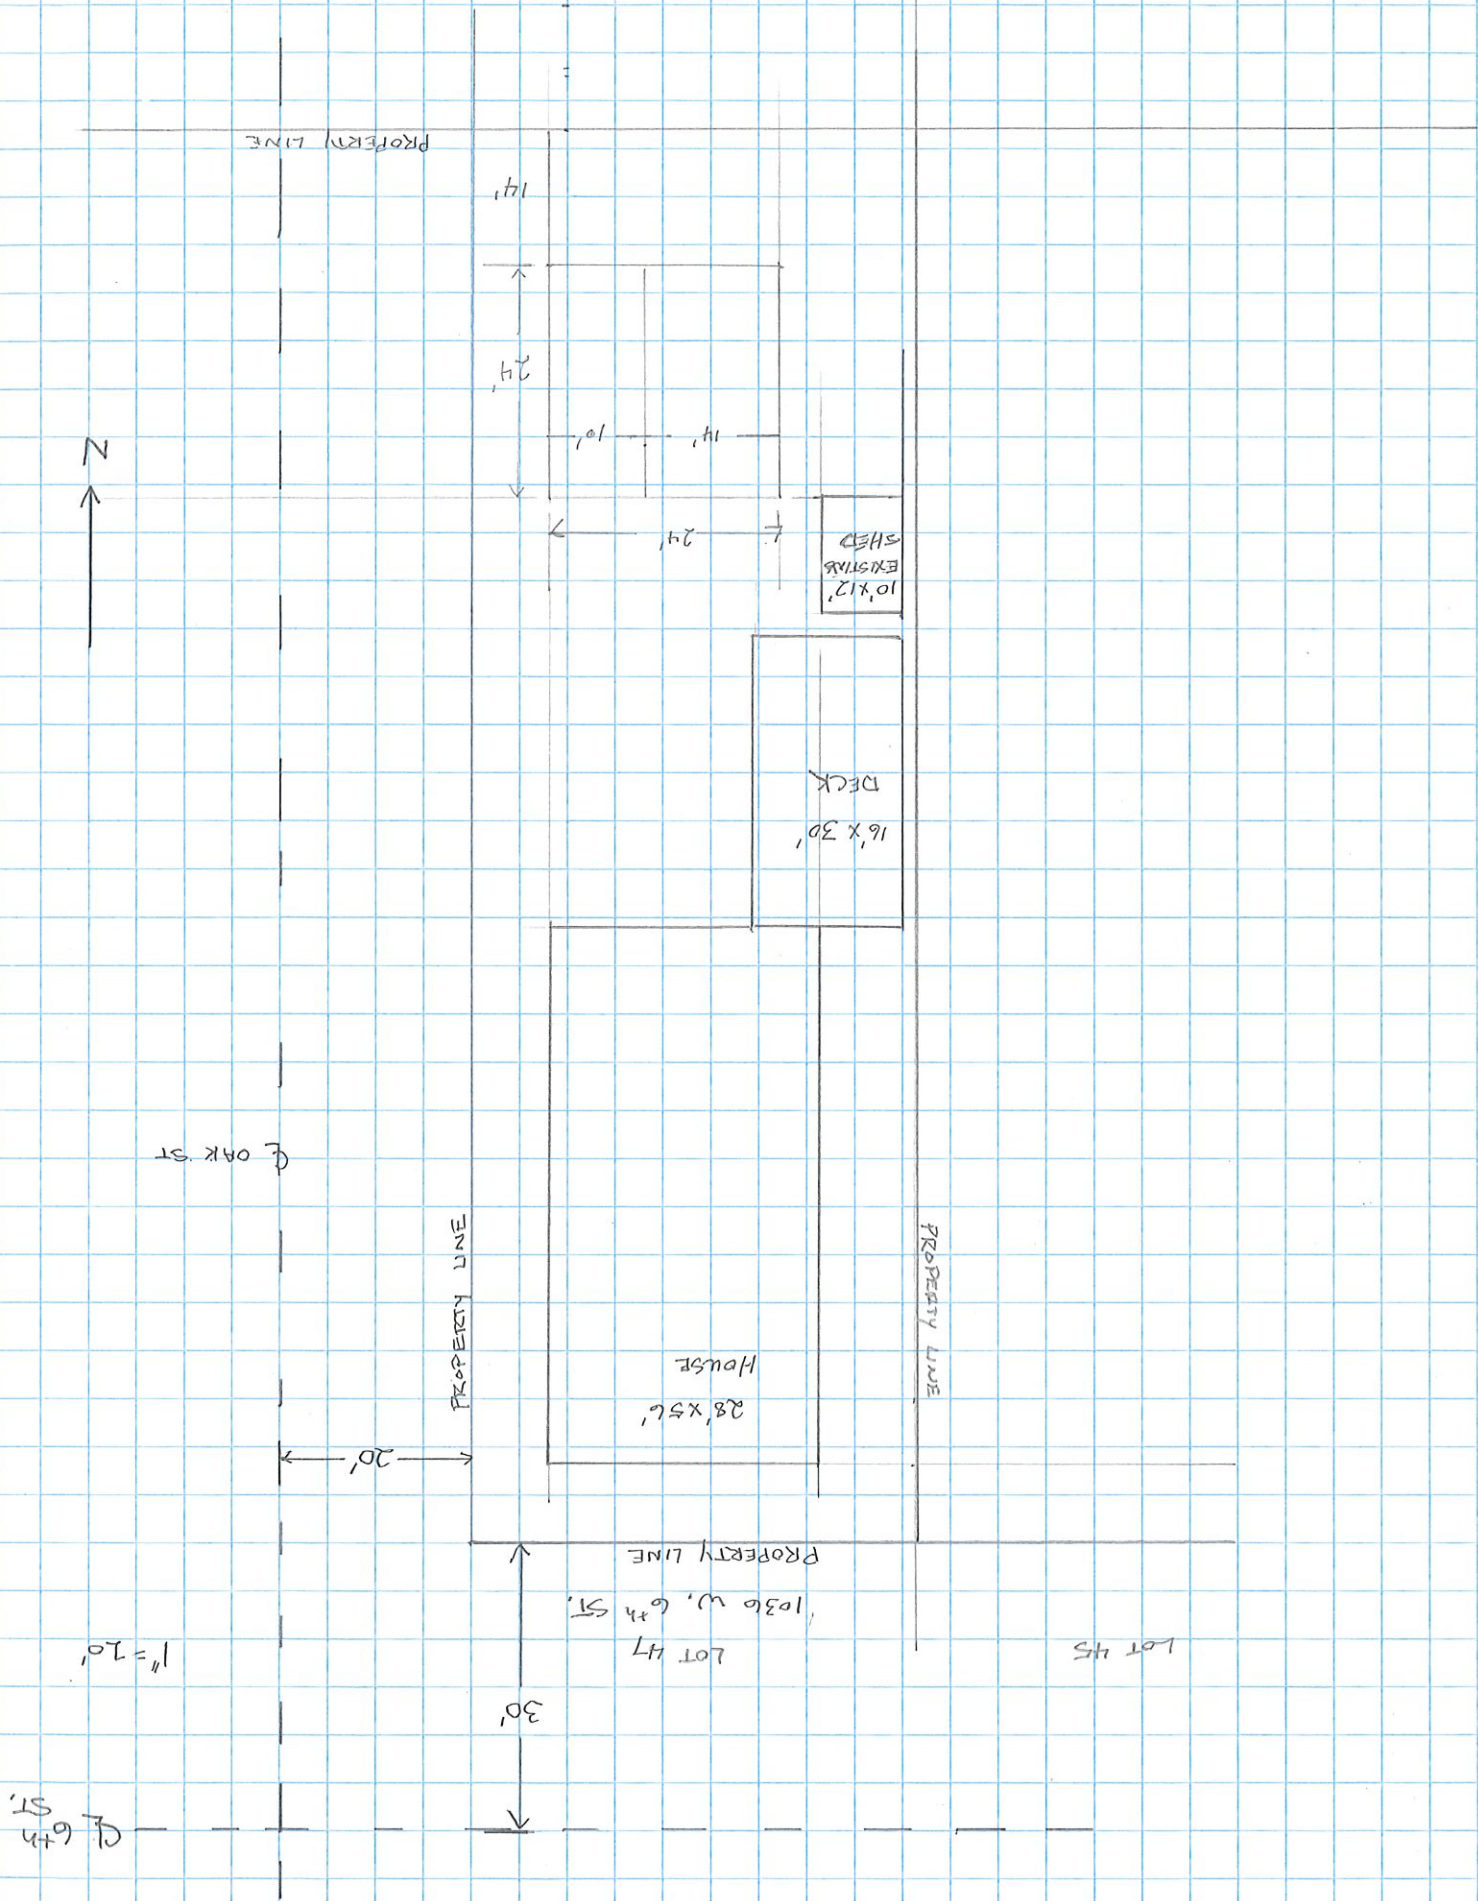 PROPERTY LINE
14'
24'
10'
14'
24'
N
10'X12'
EXISTING
SHED
16' X 30'
DECK
℄ OAK ST
PROPERTY LINE
PROPERTY LINE
28'X56'
HOUSE
20'
PROPERTY LINE
1036 W. 6th ST.
LOT 47
LOT 45
1" = 20'
30'
℄ 6th
ST.